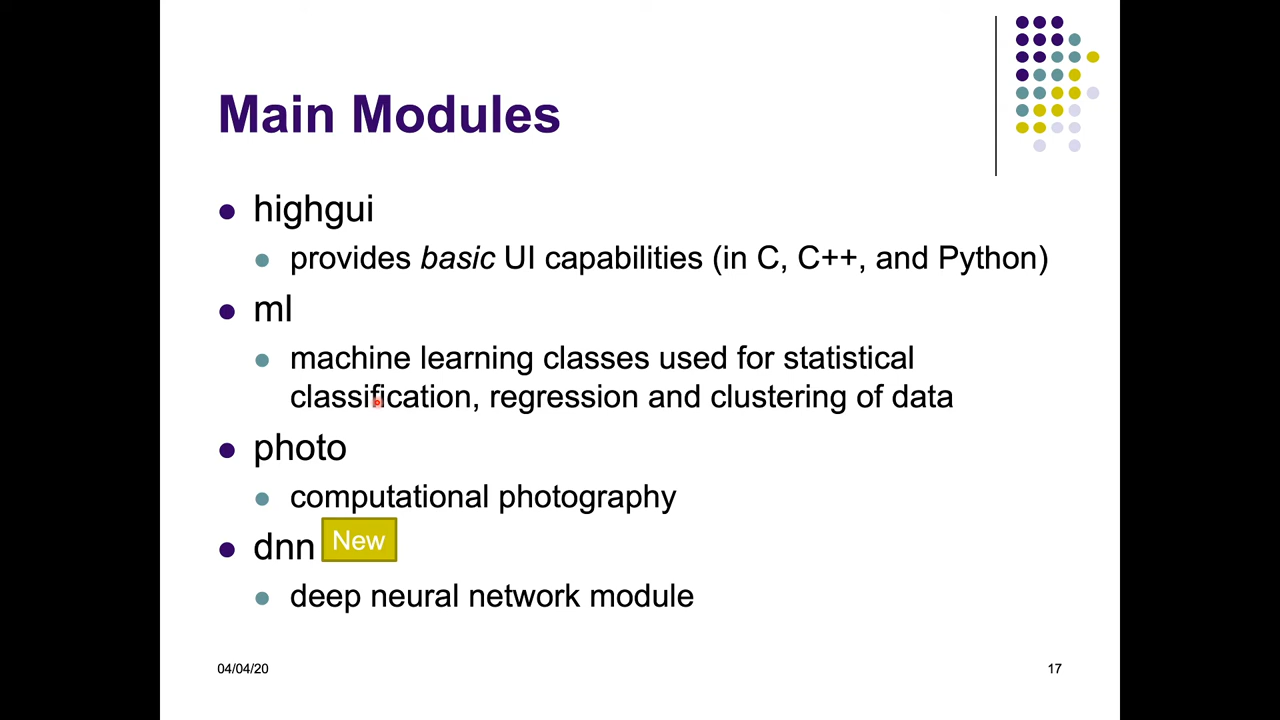 Main Modules
highgui
provides basic UI capabilities (in C, C++, and Python)
ml
machine learning classes used for statistical
classification, regression and clustering of data
photo
computational photography
dnn New
deep neural network module
04/04/20 17